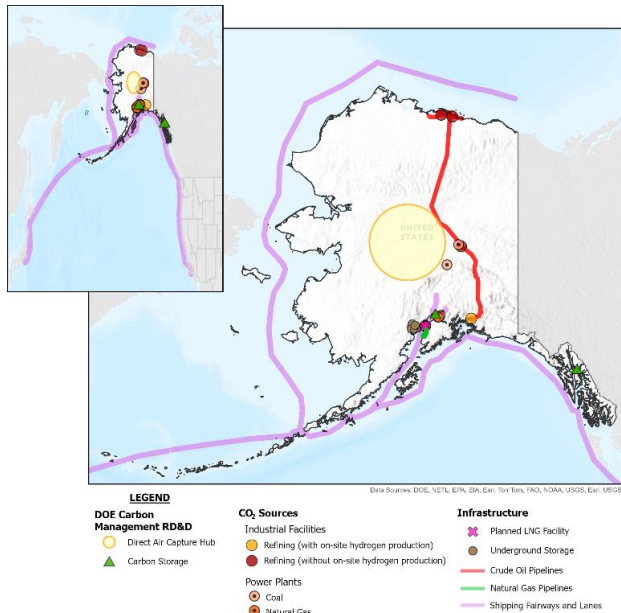 UNITED
STATES
Data Sources: DOE, NETL, EPA, EIA, Esri, TomTom, FAO, NOAA, USGS, Esri, USGS
LEGEND
DOE Carbon
Management RD&D
Direct Air Capture Hub
Carbon Storage
CO₂ Sources
Industrial Facilities
Refining (with on-site hydrogen production)
Refining (without on-site hydrogen production)
Power Plants
Coal
Natural Gas
Infrastructure
Planned LNG Facility
Underground Storage
Crude Oil Pipelines
Natural Gas Pipelines
Shipping Fairways and Lanes